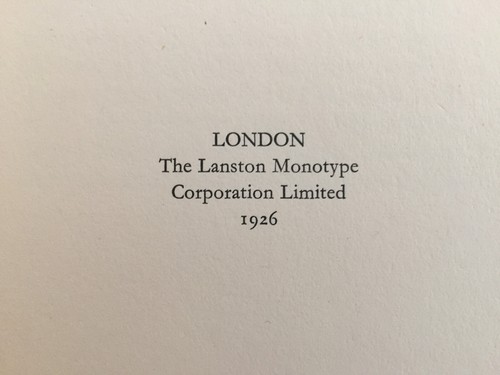 LONDON
The Lanston Monotype
Corporation Limited
1926